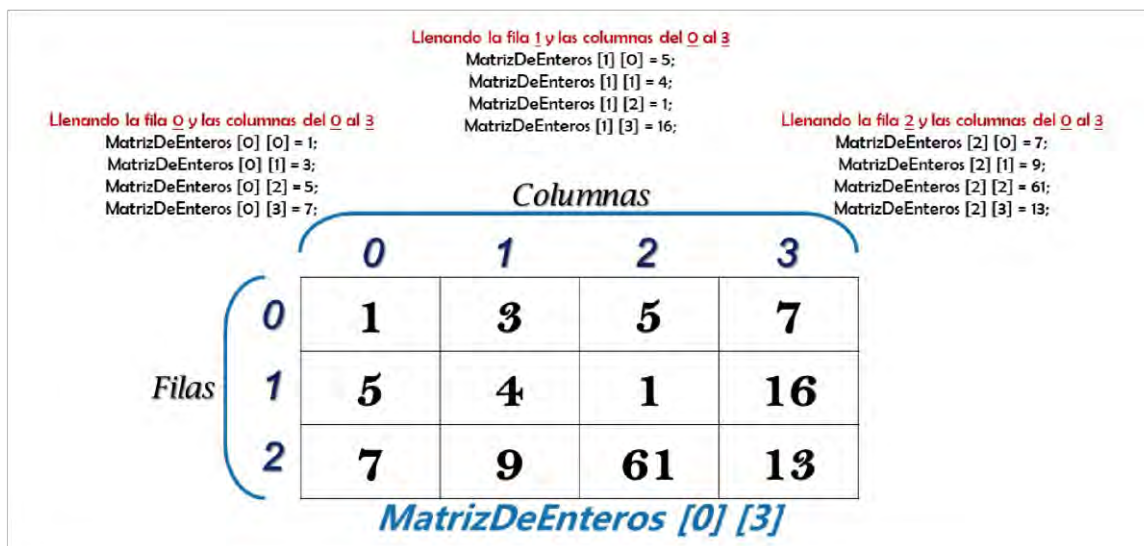 Llenando la fila 1 y las columnas del 0 al 3
MatrizDeEnteros [1] [0] = 5;
MatrizDeEnteros [1] [1] = 4;
MatrizDeEnteros [1] [2] = 1;
MatrizDeEnteros [1] [3] = 16;
Llenando la fila 0 y las columnas del 0 al 3
MatrizDeEnteros [0] [0] = 1;
MatrizDeEnteros [0] [1] = 3;
MatrizDeEnteros [0] [2] = 5;
MatrizDeEnteros [0] [3] = 7;
Llenando la fila 2 y las columnas del 0 al 3
MatrizDeEnteros [2] [0] = 7;
MatrizDeEnteros [2] [1] = 9;
MatrizDeEnteros [2] [2] = 61;
MatrizDeEnteros [2] [3] = 13;
Columnas
0 1 2 3
Filas
0 1 3 5 7
1 5 4 1 16
2 7 9 61 13
MatrizDeEnteros [0] [3]